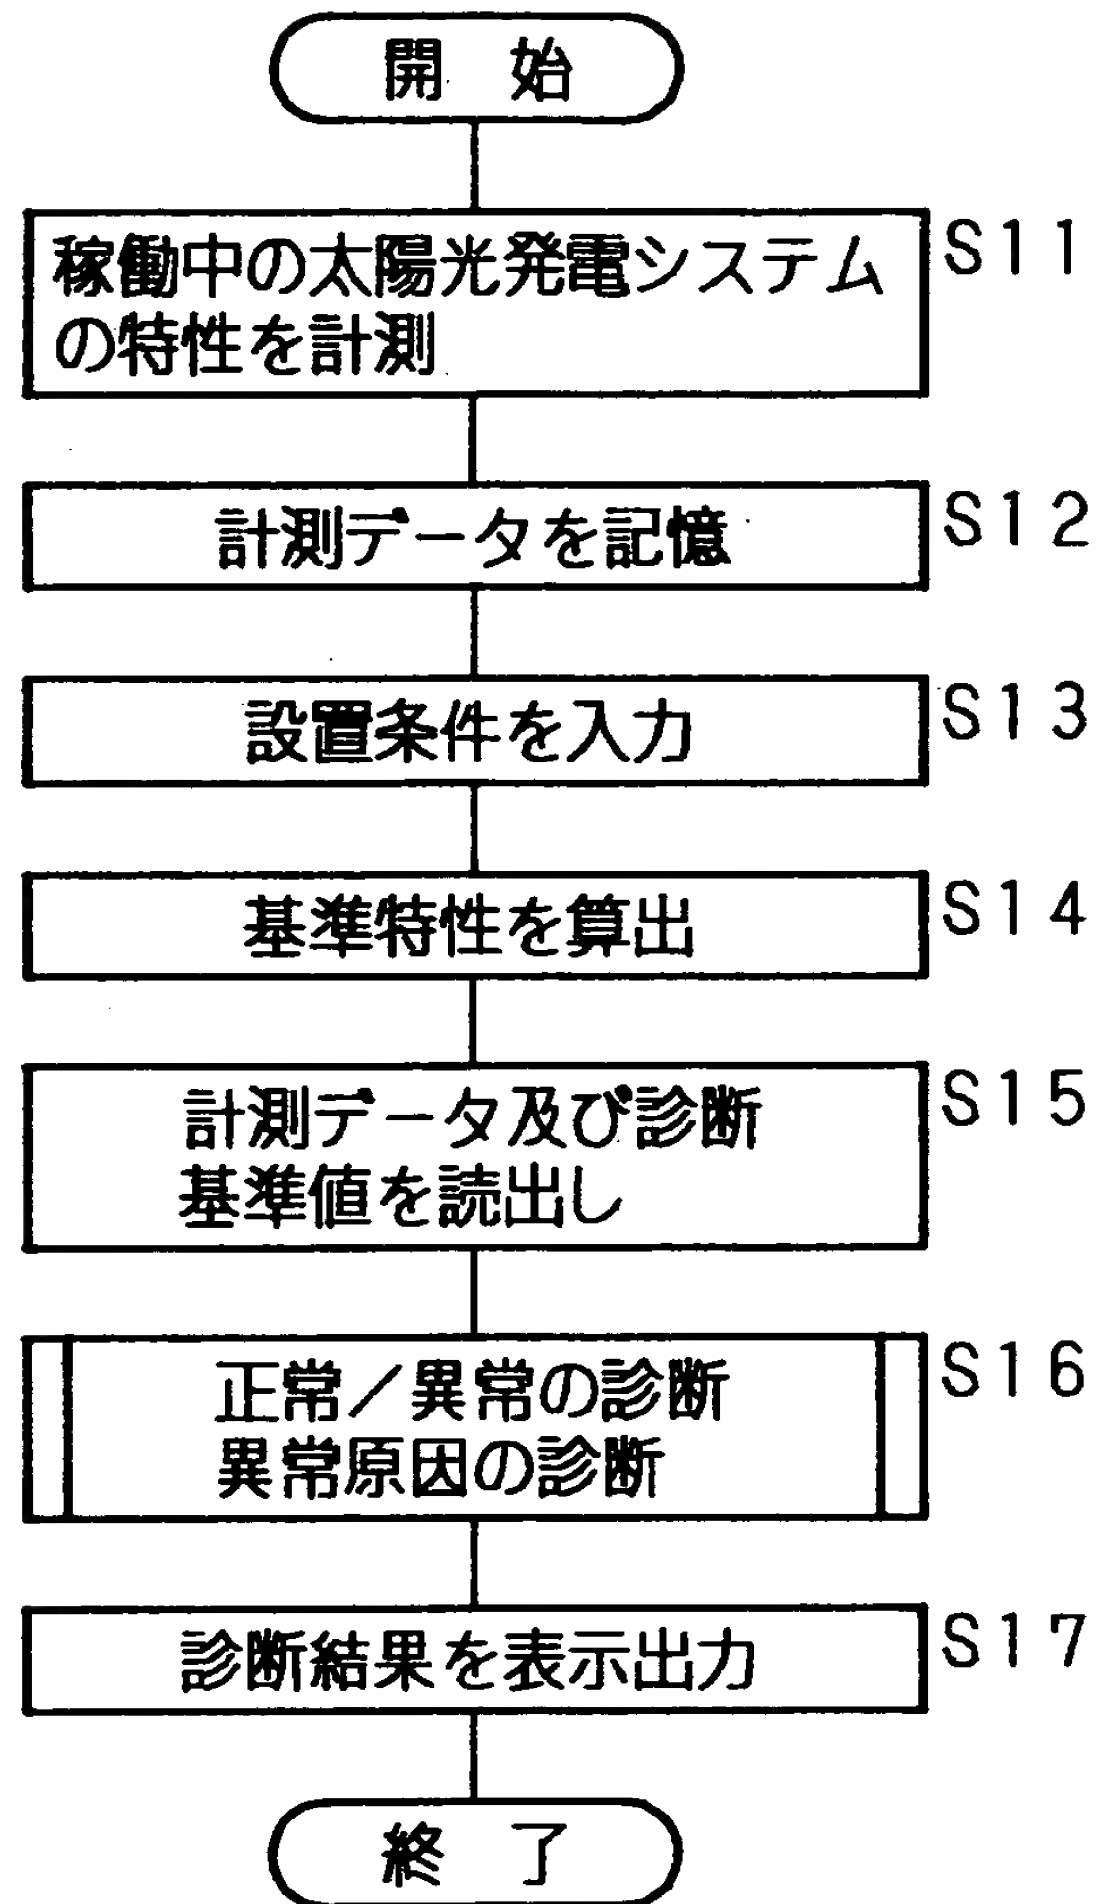 開 始
稼働中の太陽光発電システム S11
の特性を計測
計測データを記憶 S12
設置条件を入力 S13
基準特性を算出 S14
計測データ及び診断 S15
基準値を読出し
正常/異常の診断 S16
異常原因の診断
診断結果を表示出力 S17
終 了